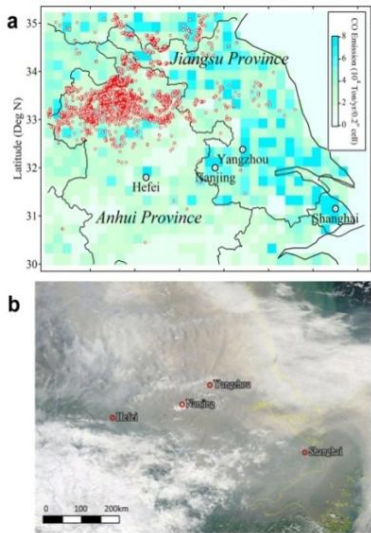 a
35
34
33
32
31
30
Latitude (Deg N)
Jiangsu Province
Yangzhou
Nanjing
Hefei
Anhui Province
Shanghai
CO Emission (10⁴ Ton/yr/0.2° cell)
8
6
4
2
0
b
Yangzhou
Nanjing
Hefei
Shanghai
0 100 200km